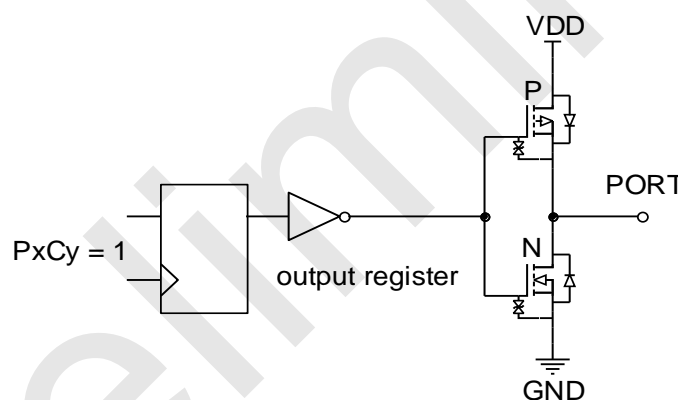 VDD
P
PORT
PxCy = 1
N
output register
GND